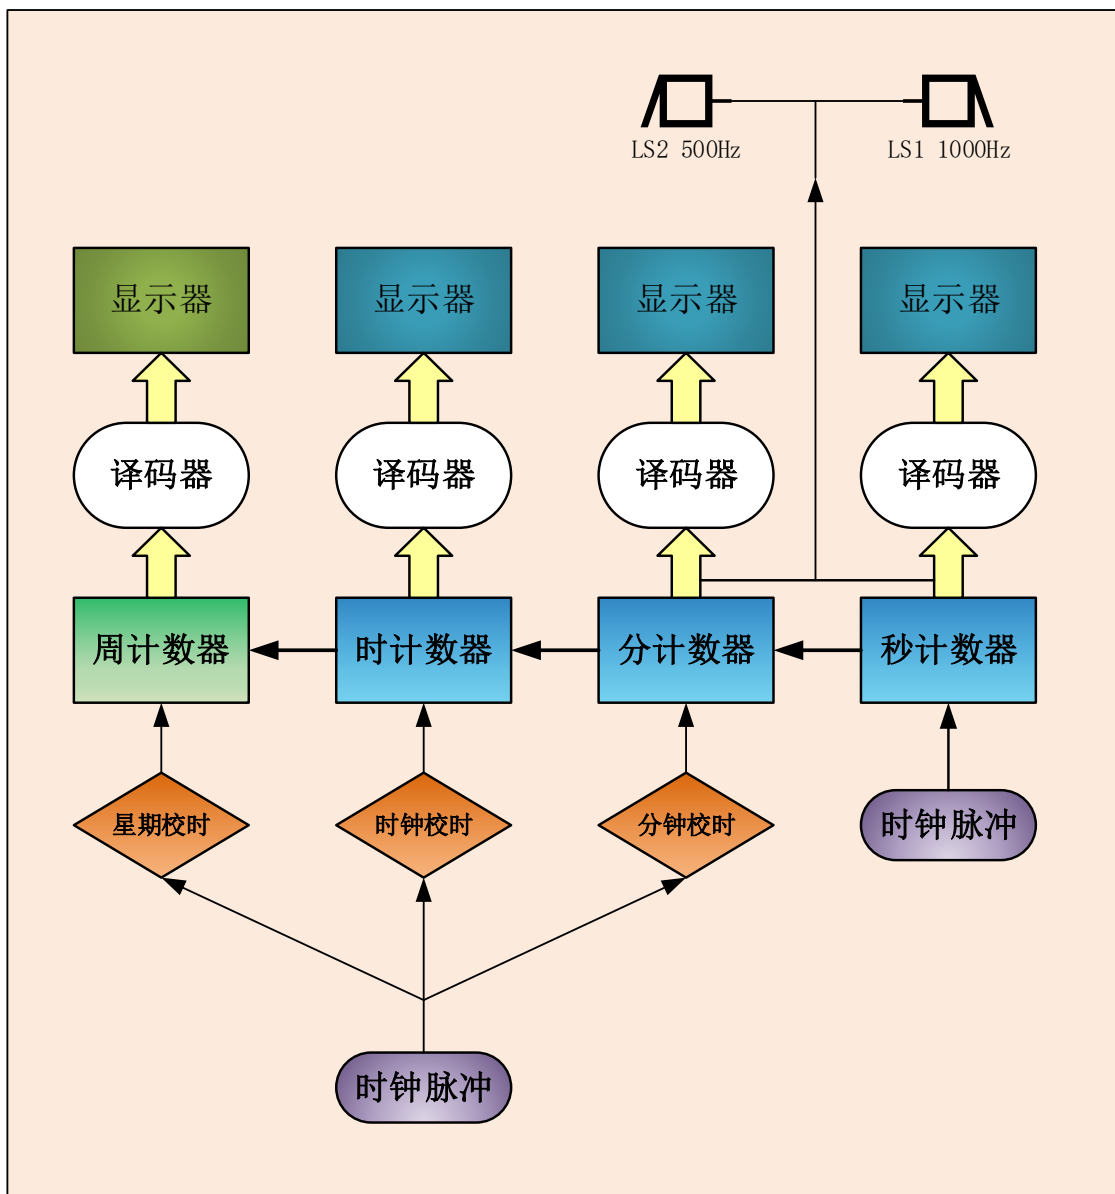 LS2 500Hz
LS1 1000Hz
显示器
显示器
显示器
显示器
译码器
译码器
译码器
译码器
周计数器
时计数器
分计数器
秒计数器
星期校时
时钟校时
分钟校时
时钟脉冲
时钟脉冲